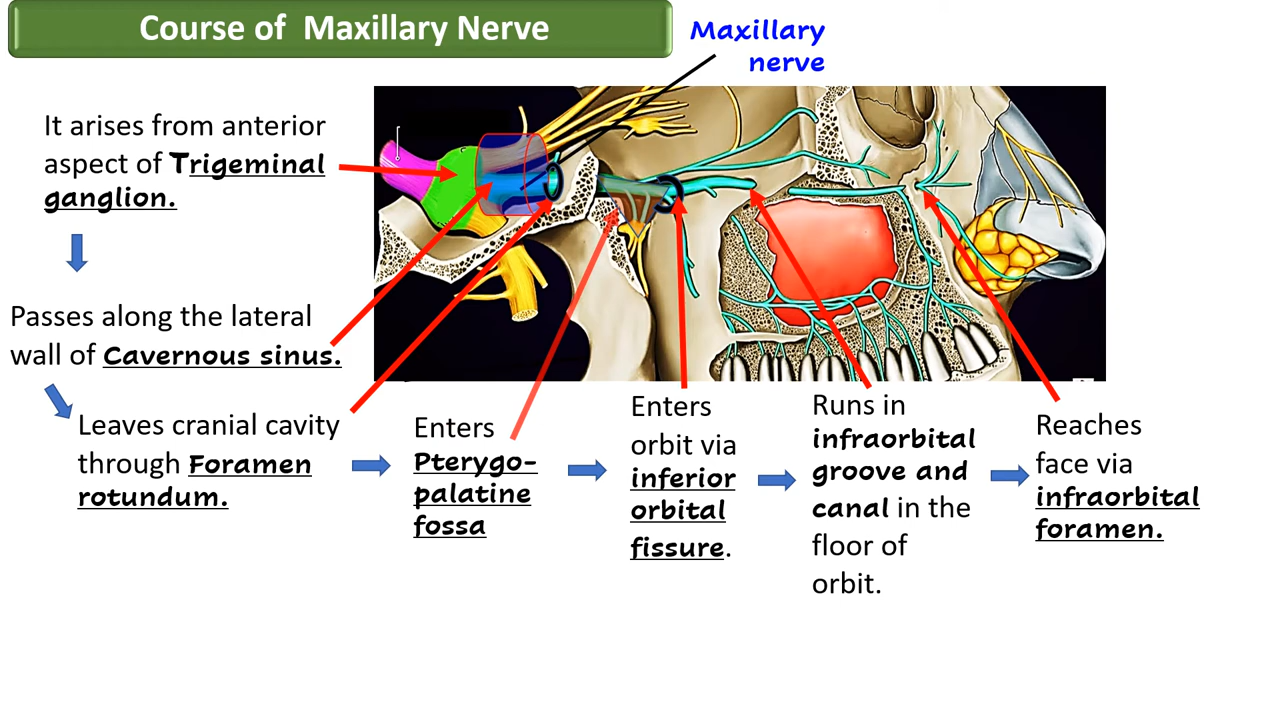 Course of  Maxillary Nerve
Maxillary
nerve
It arises from anterior
aspect of Trigeminal
ganglion.
Passes along the lateral
wall of Cavernous sinus.
Leaves cranial cavity
through Foramen
rotundum.
Enters
Pterygo-
palatine
fossa
Enters
orbit via
inferior
orbital
fissure.
Runs in
infraorbital
groove and
canal in the
floor of
orbit.
Reaches
face via
infraorbital
foramen.